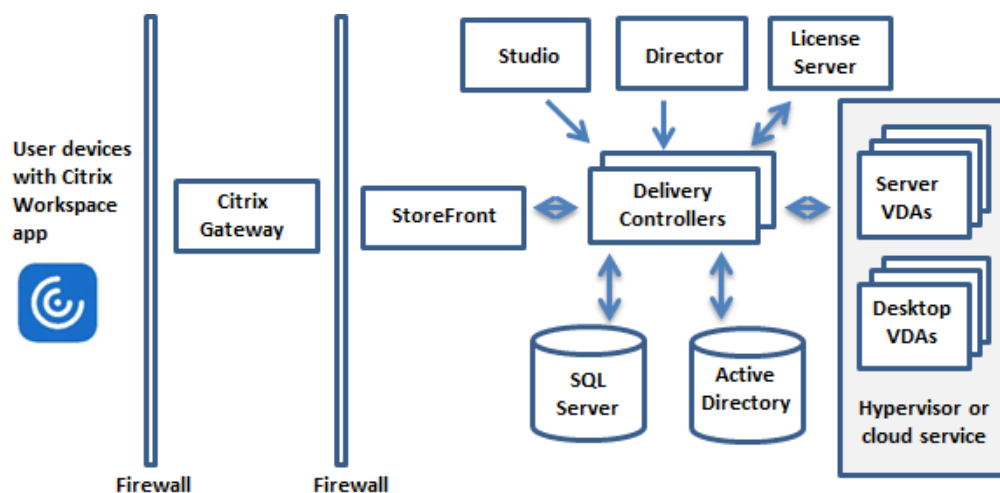 User devices
with Citrix
Workspace
app
Firewall
Citrix
Gateway
Firewall
StoreFront
Studio
Director
License
Server
Delivery
Controllers
SQL
Server
Active
Directory
Server
VDAs
Desktop
VDAs
Hypervisor or
cloud service